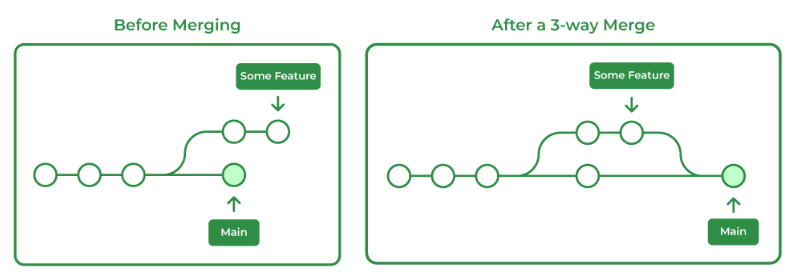 Before Merging
Some Feature
Main
After a 3-way Merge
Some Feature
Main